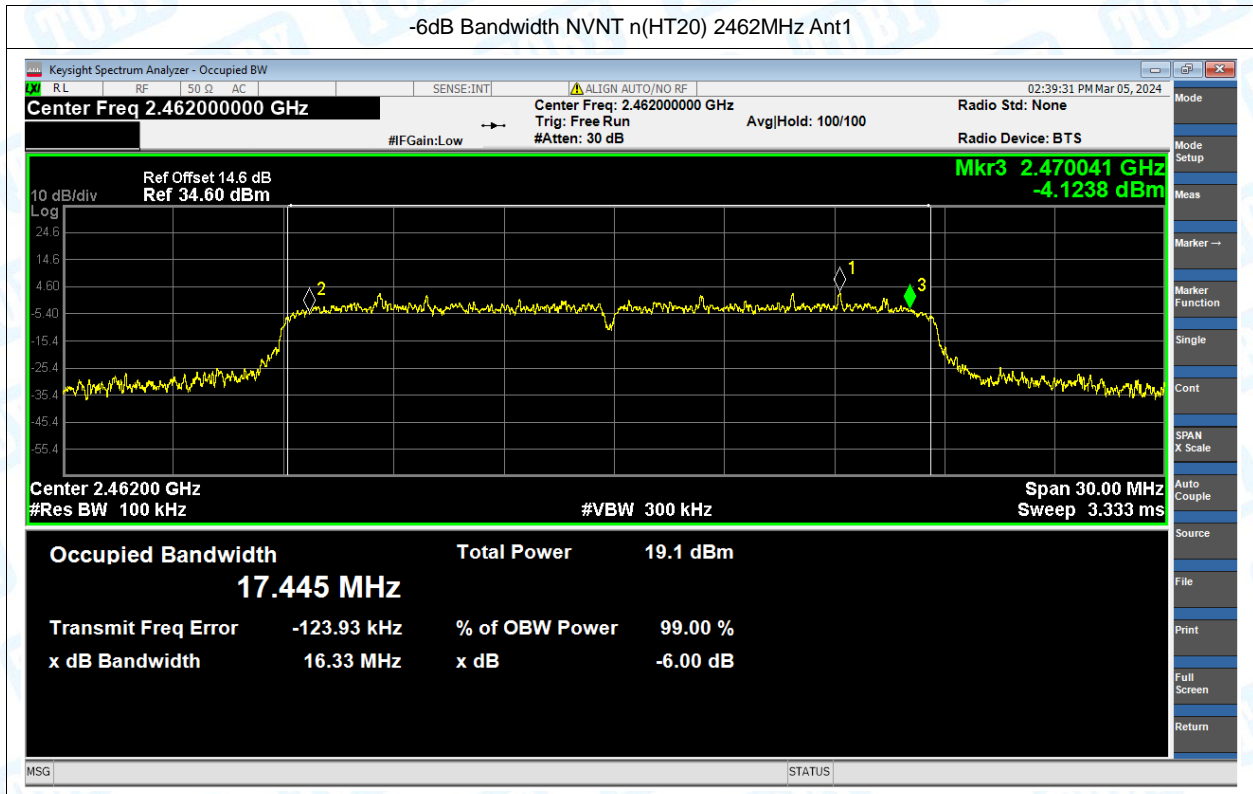 -6dB Bandwidth NVNT n(HT20) 2462MHz Ant1
Keysight Spectrum Analyzer - Occupied BW
LXI RL RF 50 Ω AC SENSE:INT ALIGN AUTO/NO RF 02:39:31 PM Mar 05, 2024
Center Freq 2.462000000 GHz
Center Freq: 2.462000000 GHz Radio Std: None
Trig: Free Run Avg|Hold: 100/100
#IFGain:Low #Atten: 30 dB Radio Device: BTS
Mkr3 2.470041 GHz
-4.1238 dBm
Ref Offset 14.6 dB
10 dB/div Ref 34.60 dBm
Log
24.6
14.6
4.60
-5.40
-15.4
-25.4
-35.4
-45.4
-55.4
2
1
3
Center 2.46200 GHz Span 30.00 MHz
#Res BW 100 kHz #VBW 300 kHz Sweep 3.333 ms
Occupied Bandwidth Total Power 19.1 dBm
17.445 MHz
Transmit Freq Error -123.93 kHz % of OBW Power 99.00 %
x dB Bandwidth 16.33 MHz x dB -6.00 dB
Mode
Mode Setup
Meas
Marker →
Marker Function
Single
Cont
SPAN X Scale
Auto Couple
Source
File
Print
Full Screen
Return
MSG STATUS
TOBY